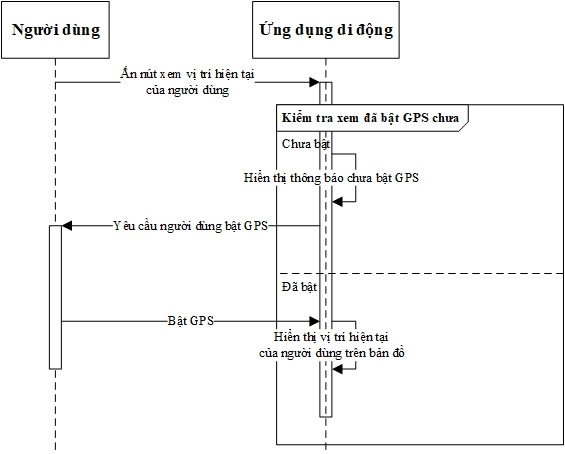 Người dùng
Ứng dụng di động
Ấn nút xem vị trí hiện tại
của người dùng
Kiểm tra xem đã bật GPS chưa
Chưa bật
Hiển thị thông báo chưa bật GPS
Yêu cầu người dùng bật GPS
Đã bật
Bật GPS
Hiển thị vị trí hiện tại
của người dùng trên bản đồ